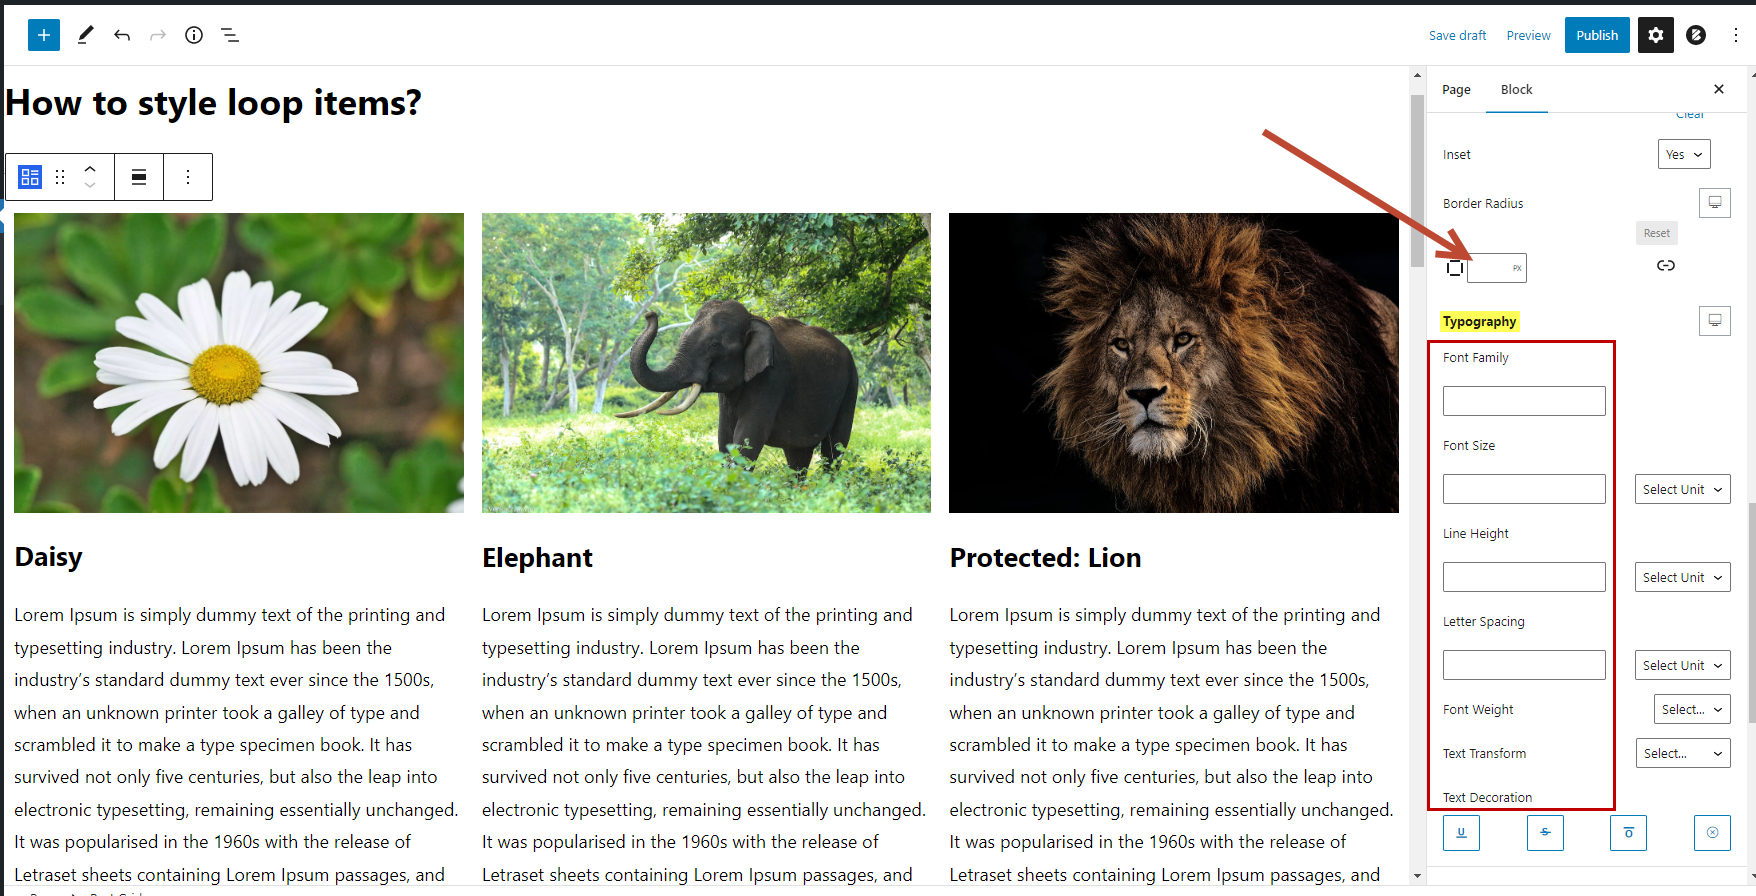 Save draft
Preview
Publish
How to style loop items?
Page
Block
Clear
Inset
Yes
Border Radius
Reset
PX
Typography
Font Family
Font Size
Select Unit
Line Height
Select Unit
Letter Spacing
Select Unit
Font Weight
Select...
Text Transform
Select...
Text Decoration
U
S
O
Daisy
Lorem Ipsum is simply dummy text of the printing and
typesetting industry. Lorem Ipsum has been the
industry’s standard dummy text ever since the 1500s,
when an unknown printer took a galley of type and
scrambled it to make a type specimen book. It has
survived not only five centuries, but also the leap into
electronic typesetting, remaining essentially unchanged.
It was popularised in the 1960s with the release of
Letraset sheets containing Lorem Ipsum passages, and
Elephant
Lorem Ipsum is simply dummy text of the printing and
typesetting industry. Lorem Ipsum has been the
industry’s standard dummy text ever since the 1500s,
when an unknown printer took a galley of type and
scrambled it to make a type specimen book. It has
survived not only five centuries, but also the leap into
electronic typesetting, remaining essentially unchanged.
It was popularised in the 1960s with the release of
Letraset sheets containing Lorem Ipsum passages, and
Protected: Lion
Lorem Ipsum is simply dummy text of the printing and
typesetting industry. Lorem Ipsum has been the
industry’s standard dummy text ever since the 1500s,
when an unknown printer took a galley of type and
scrambled it to make a type specimen book. It has
survived not only five centuries, but also the leap into
electronic typesetting, remaining essentially unchanged.
It was popularised in the 1960s with the release of
Letraset sheets containing Lorem Ipsum passages, and